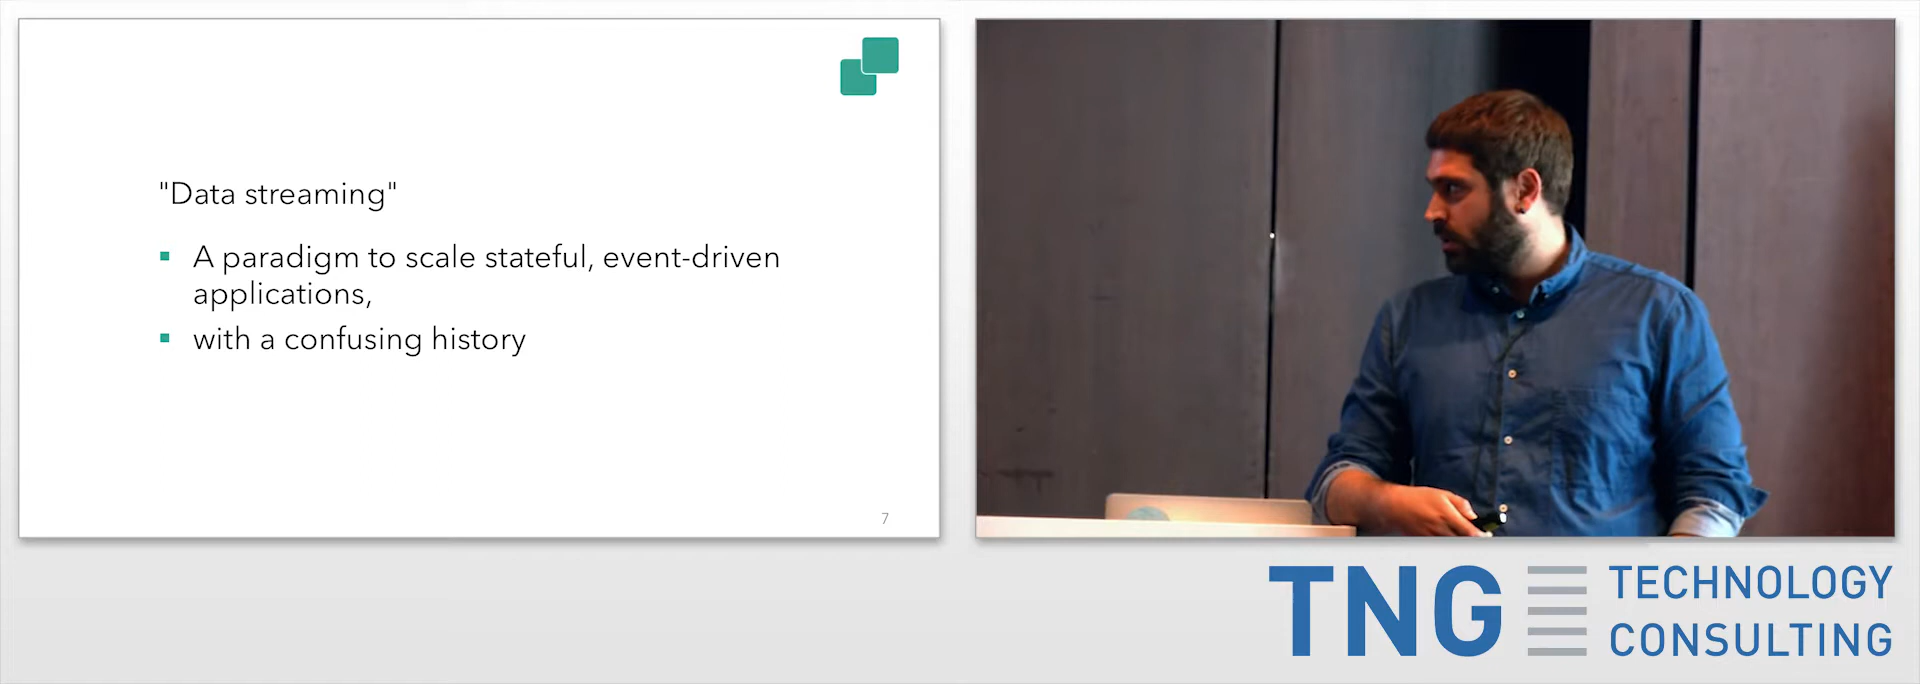 "Data streaming"
A paradigm to scale stateful, event-driven
applications,
with a confusing history
7
TNG TECHNOLOGY
CONSULTING